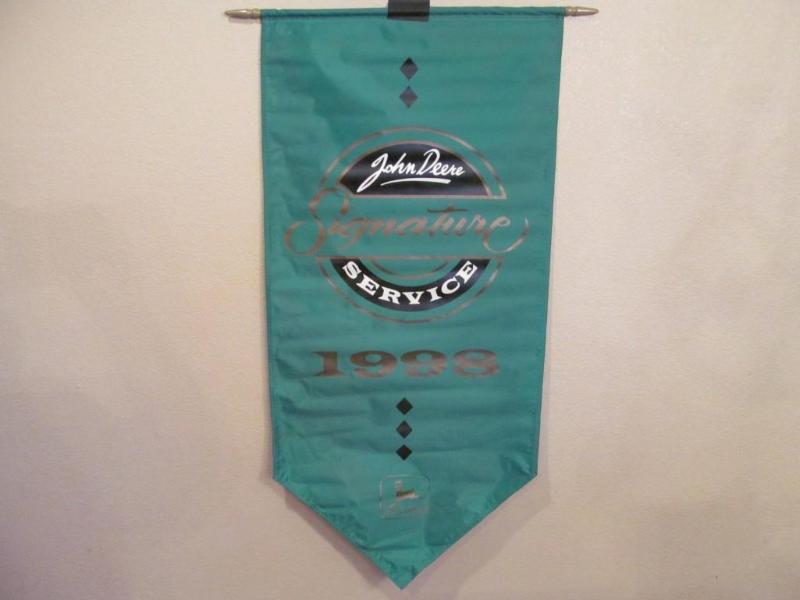 John Deere
Signature
SERVICE
1998